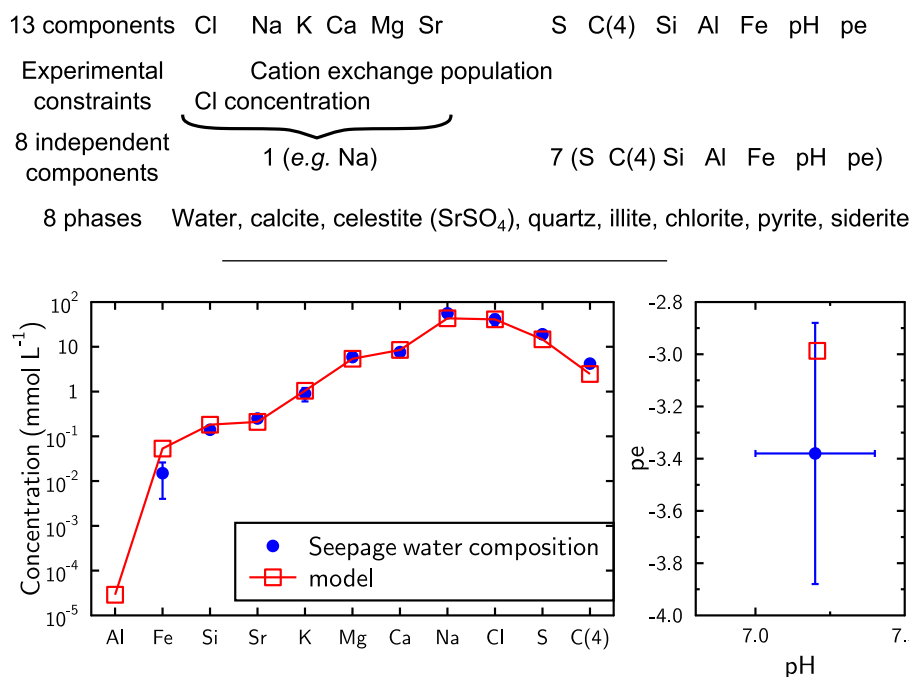 13 components Cl Na K Ca Mg Sr S C(4) Si Al Fe pH pe
Experimental constraints
Cation exchange population
Cl concentration
8 independent components
1 (e.g. Na) 7 (S C(4) Si Al Fe pH pe)
8 phases Water, calcite, celestite (SrSO₄), quartz, illite, chlorite, pyrite, siderite
Concentration (mmol L⁻¹)
10²
10
1
10⁻¹
10⁻²
10⁻³
10⁻⁴
10⁻⁵
Seepage water composition
model
Al Fe Si Sr K Mg Ca Na Cl S C(4)
pe
-2.8
-3.0
-3.2
-3.4
-3.6
-3.8
-4.0
7.0 7.
pH